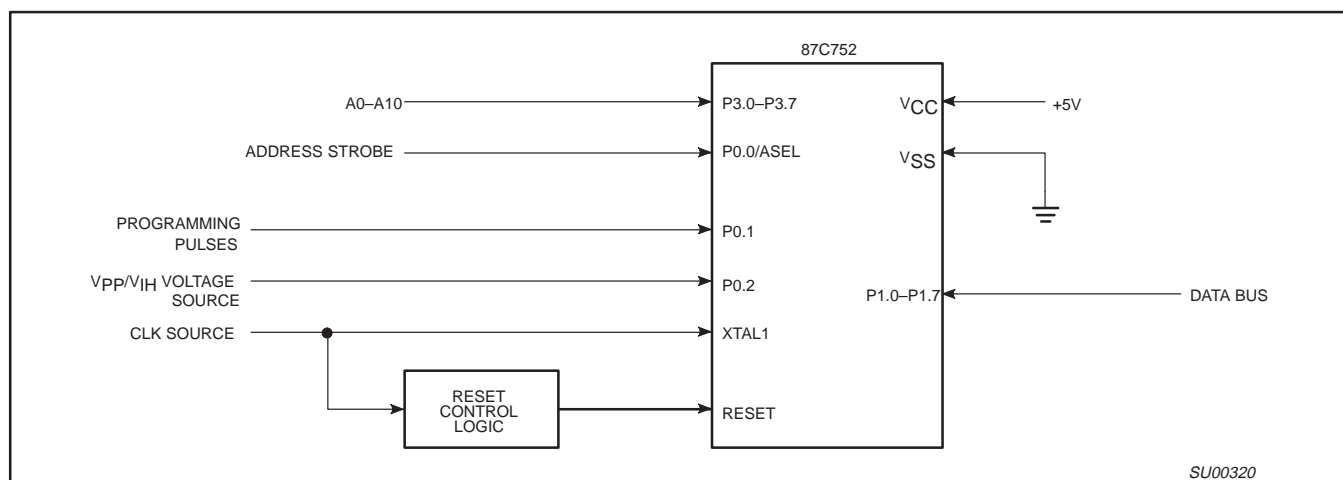 87C752
A0–A10
P3.0–P3.7
VCC
+5V
ADDRESS STROBE
P0.0/ASEL
VSS
PROGRAMMING
PULSES
P0.1
VPP/VIH VOLTAGE
SOURCE
P0.2
P1.0–P1.7
DATA BUS
CLK SOURCE
XTAL1
RESET
CONTROL
LOGIC
RESET
SU00320